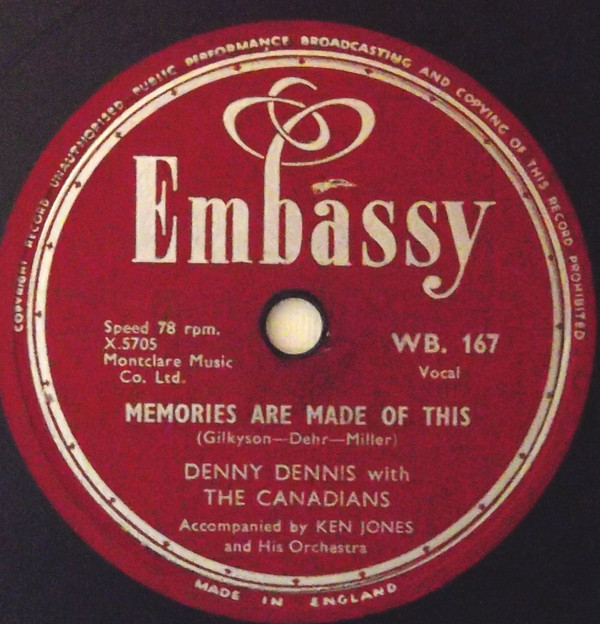 COPYRIGHT RECORD UNAUTHORISED PUBLIC PERFORMANCE BROADCASTING AND COPYING OF THIS RECORD PROHIBITED
Embassy
Speed 78 rpm.
X.5705
Montclare Music
Co. Ltd.
WB. 167
Vocal
MEMORIES ARE MADE OF THIS
(Gilkyson—Dehr—Miller)
DENNY DENNIS with
THE CANADIANS
Accompanied by KEN JONES
and His Orchestra
MADE IN ENGLAND